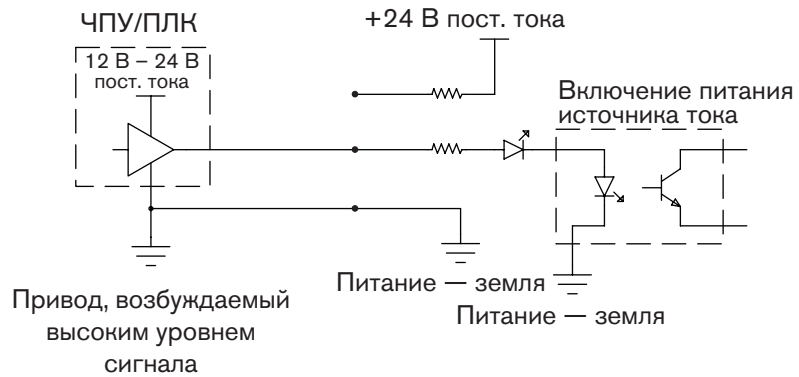 ЧПУ/ПЛК
+24 В пост. тока
12 В – 24 В
пост. тока
Включение питания
источника тока
Питание — земля
Питание — земля
Привод, возбуждаемый
высоким уровнем
сигнала